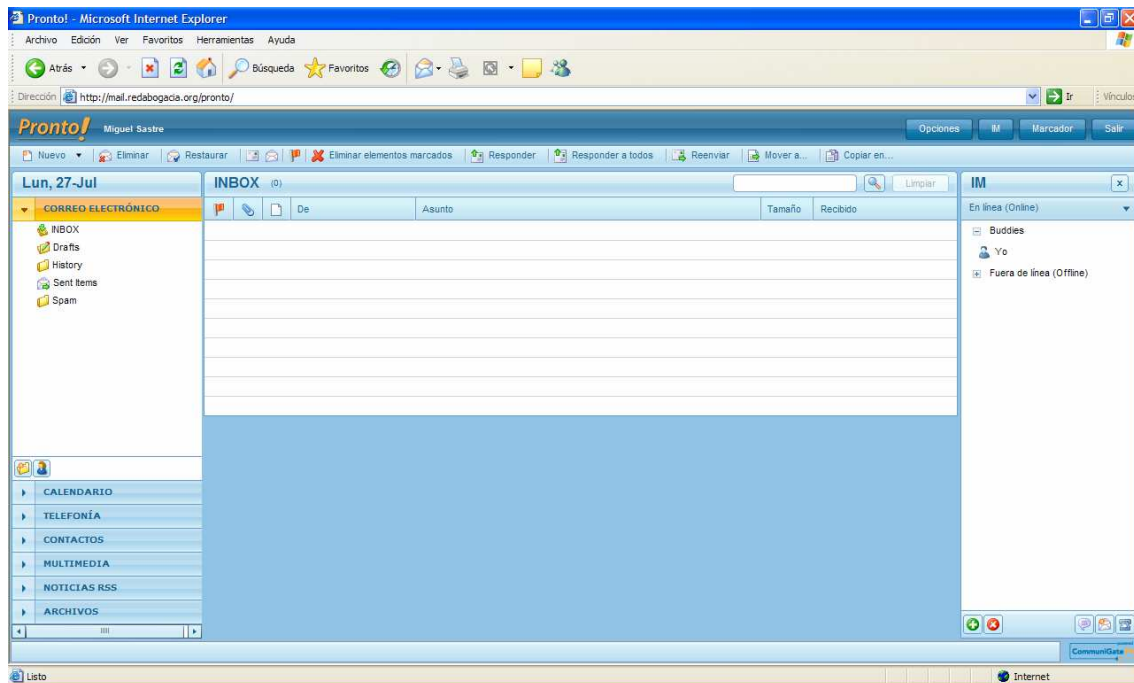 Pronto! - Microsoft Internet Explorer
Archivo Edición Ver Favoritos Herramientas Ayuda
Atrás Búsqueda Favoritos
Dirección http://mail.redabogacia.org/pronto/ Ir Vínculos
Pronto! Miguel Sastre Opciones IM Marcador Salir
Nuevo Eliminar Restaurar Eliminar elementos marcados Responder Responder a todos Reenviar Mover a... Copiar en...
Lun, 27-Jul INBOX (0) Limpiar IM
CORREO ELECTRÓNICO De Asunto Tamaño Recibido En línea (Online)
INBOX Buddies
Drafts Yo
History Fuera de línea (Offline)
Sent Items
Spam
CALENDARIO
TELEFONÍA
CONTACTOS
MULTIMEDIA
NOTICIAS RSS
ARCHIVOS
CommuniGate
Listo Internet